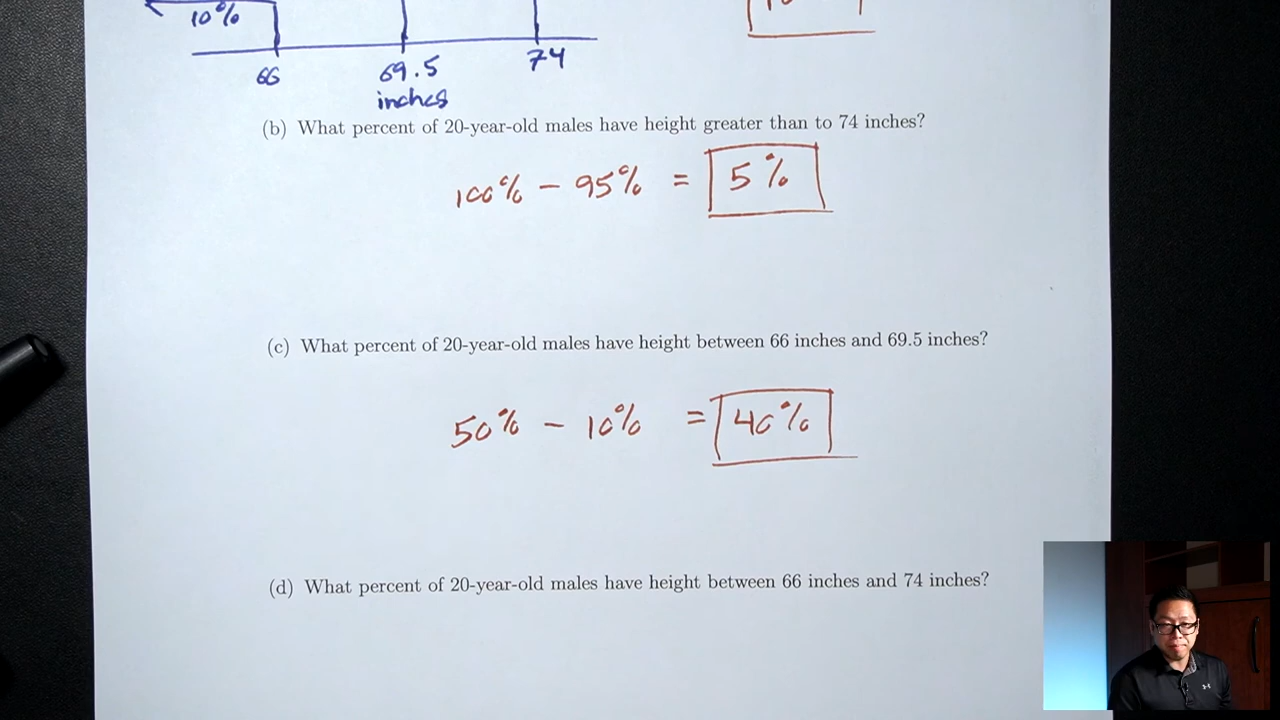 10%
66
69.5
74
inches
(b) What percent of 20-year-old males have height greater than to 74 inches?
100% - 95% = 5%
(c) What percent of 20-year-old males have height between 66 inches and 69.5 inches?
50% - 10% = 40%
(d) What percent of 20-year-old males have height between 66 inches and 74 inches?